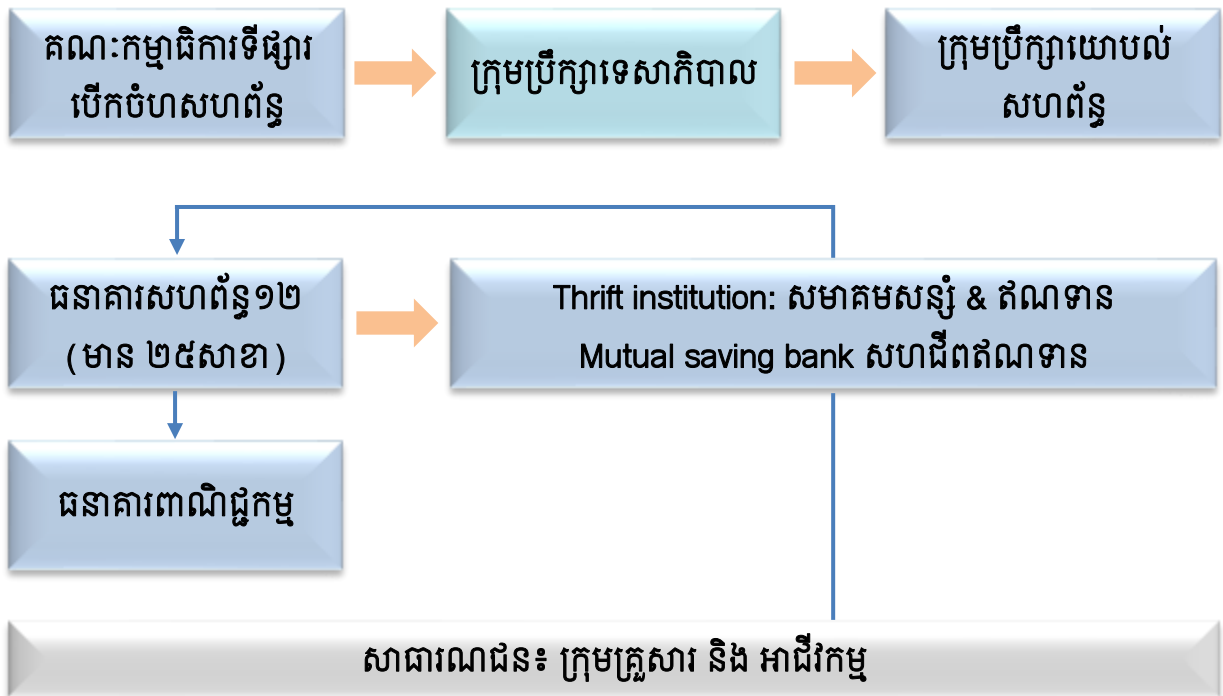 គណៈកម្មាធិការទីផ្សារ
បើកចំហសហព័ន្ធ
ក្រុមប្រឹក្សាទេសាភិបាល
ក្រុមប្រឹក្សាយោបល់
សហព័ន្ធ
ធនាគារសហព័ន្ធ១២
(មាន ២៥សាខា)
Thrift institution: សមាគមសន្សំ & ឥណទាន
Mutual saving bank សហជីពឥណទាន
ធនាគារពាណិជ្ជកម្ម
សាធារណជន៖ ក្រុមគ្រួសារ និង អាជីវកម្ម